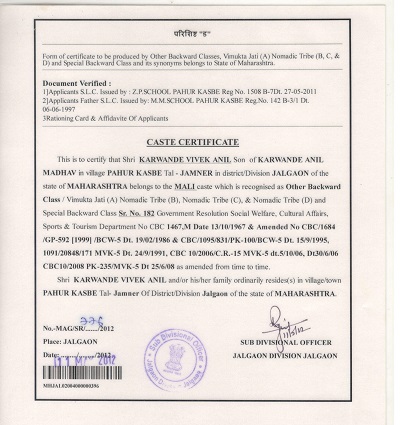 परिशिष्ट "ड"
Form of certificate to be produced by Other Backward Classes, Vimukta Jati (A) Nomadic Tribe (B, C, &
D) and Special Backward Class and its synonyms belongs to State of Maharashtra.
Document Verified :
1]Applicants S.L.C. Issued by : Z.P.SCHOOL PAHUR KASBE Reg No. 1508 B-7Dt. 27-05-2011
2]Applicants Father S.L.C. Issued by: M.M.SCHOOL PAHUR KASBE Reg.No. 142 B-3/1 Dt.
06-06-1997
3Rationing Card & Affidavite Of Applicants
CASTE CERTIFICATE
This is to certify that Shri KARWANDE VIVEK ANIL Son of KARWANDE ANIL
MADHAV in village PAHUR KASBE Tal - JAMNER in district/Division JALGAON of the
state of MAHARASHTRA belongs to the MALI caste which is recognised as Other Backward
Class / Vimukta Jati (A) Nomadic Tribe (B), Nomadic Tribe (C), & Nomadic Tribe (D) and
Special Backward Class Sr. No. 182 Government Resolution Social Welfare, Cultural Affairs,
Sports & Tourism Department No CBC 1467,M Date 13/10/1967 & Amended No CBC/1684
/GP-592 [1999] /BCW-5 Dt. 19/02/1986 & CBC/1095/831/PK-100/BCW-5 Dt. 15/9/1995,
1091/20848/171 MVK-5 Dt. 24/9/1991, CBC 10/2006/C.R.-15 MVK-5 dt.5/10/06, Dt30/6/06
CBC10/2008 PK-235/MVK-5 Dt 25/6/08 as amended from time to time.
Shri KARWANDE VIVEK ANIL and/or his/her family ordinarily resides(s) in village/town
PAHUR KASBE Tal- Jamner Of District/Division Jalgaon of the state of MAHARASHTRA.
No.-MAG/SR/....../2012
Place: JALGAON
Date:....../....../2012
SUB DIVISIONAL OFFICER
JALGAON DIVISION JALGAON
Sub Divisional Officer